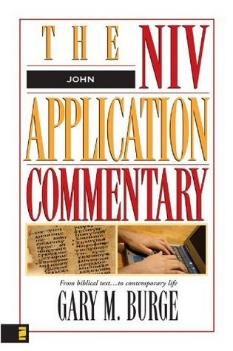 THE
JOHN
NIV
APPLICATION
COMMENTARY
From biblical text...to contemporary life
GARY M. BURGE